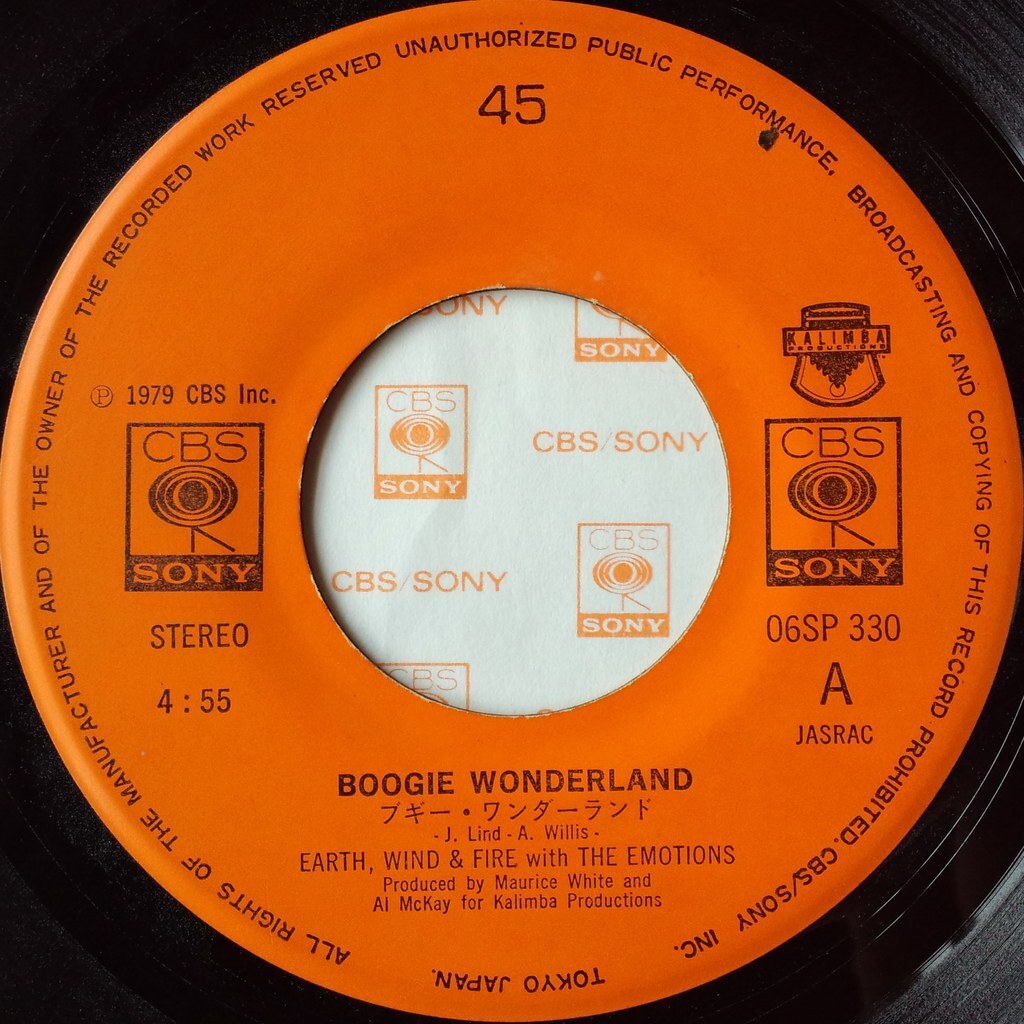 ALL RIGHTS OF THE MANUFACTURER AND OF THE OWNER OF THE RECORDED WORK RESERVED UNAUTHORIZED PUBLIC PERFORMANCE, BROADCASTING AND COPYING OF THIS RECORD PROHIBITED. CBS/SONY INC. TOKYO JAPAN.
45
KALIMBA
PRODUCTIONS
℗ 1979 CBS Inc.
CBS
SONY
STEREO
4:55
SONY
SONY
CBS
SONY
CBS/SONY
CBS/SONY
CBS
SONY
CBS
CBS
SONY
06SP 330
A
JASRAC
BOOGIE WONDERLAND
ブギー・ワンダーランド
- J. Lind - A. Willis -
EARTH, WIND & FIRE with THE EMOTIONS
Produced by Maurice White and
Al McKay for Kalimba Productions